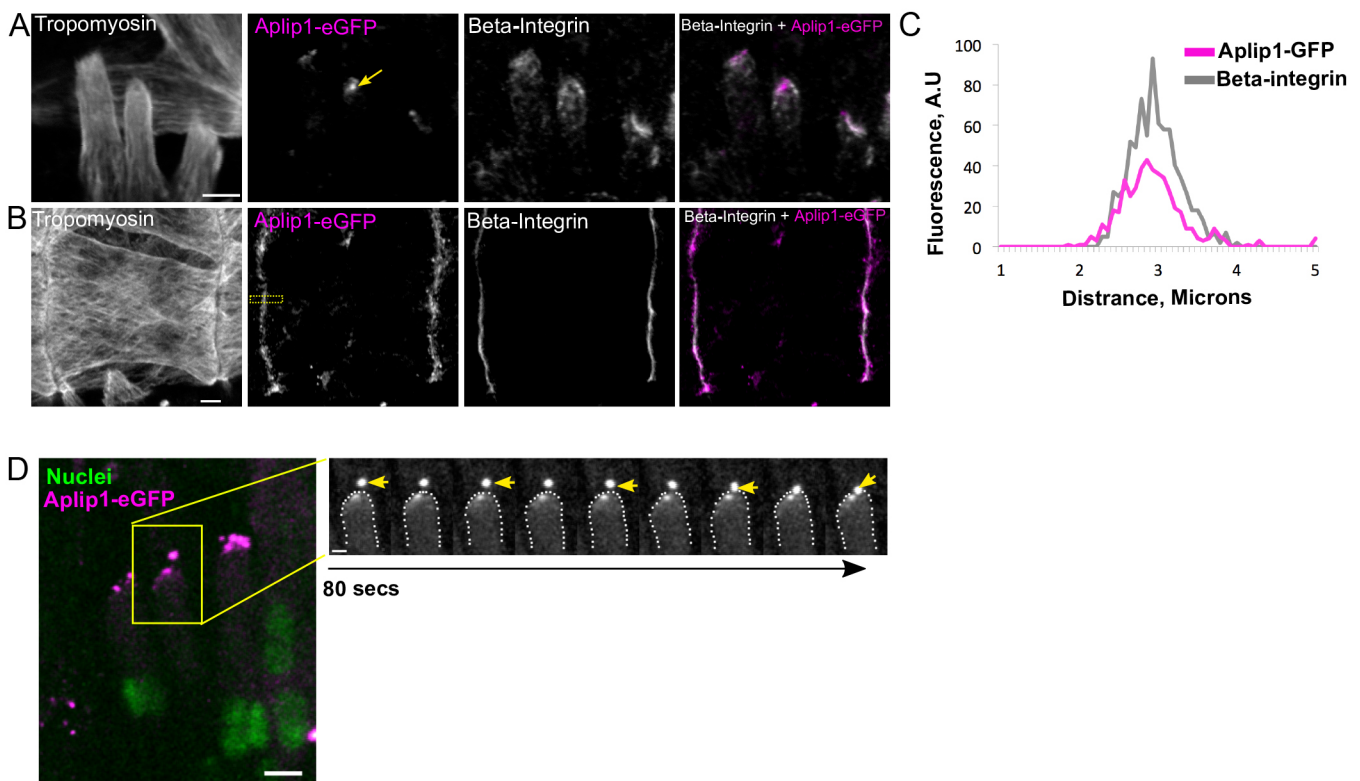 A
Tropomyosin
Aplip1-eGFP
Beta-Integrin
Beta-Integrin + Aplip1-eGFP
B
Tropomyosin
Aplip1-eGFP
Beta-Integrin
Beta-Integrin + Aplip1-eGFP
C
Aplip1-GFP
Beta-integrin
Fluorescence, A.U
100
80
60
40
20
0
1 2 3 4 5
Distrance, Microns
D
Nuclei
Aplip1-eGFP
80 secs